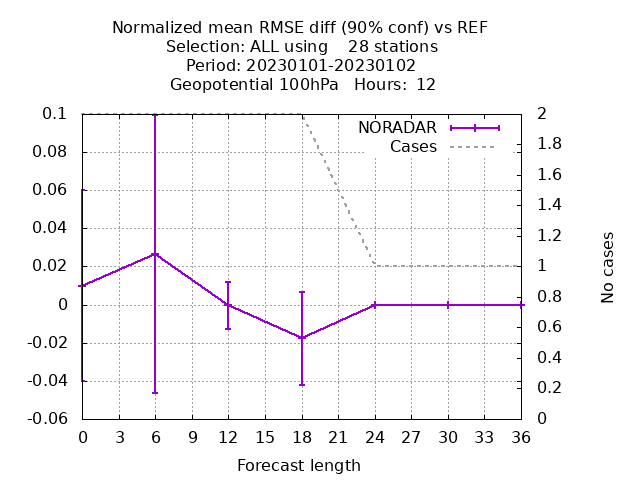 Normalized mean RMSE diff (90% conf) vs REF
Selection: ALL using    28 stations
Period: 20230101-20230102
Geopotential 100hPa   Hours:  12
NORADAR
Cases
0.1
0.08
0.06
0.04
0.02
0
-0.02
-0.04
-0.06
2
1.8
1.6
1.4
1.2
1
0.8
0.6
0.4
0.2
0
No cases
0 3 6 9 12 15 18 21 24 27 30 33 36
Forecast length